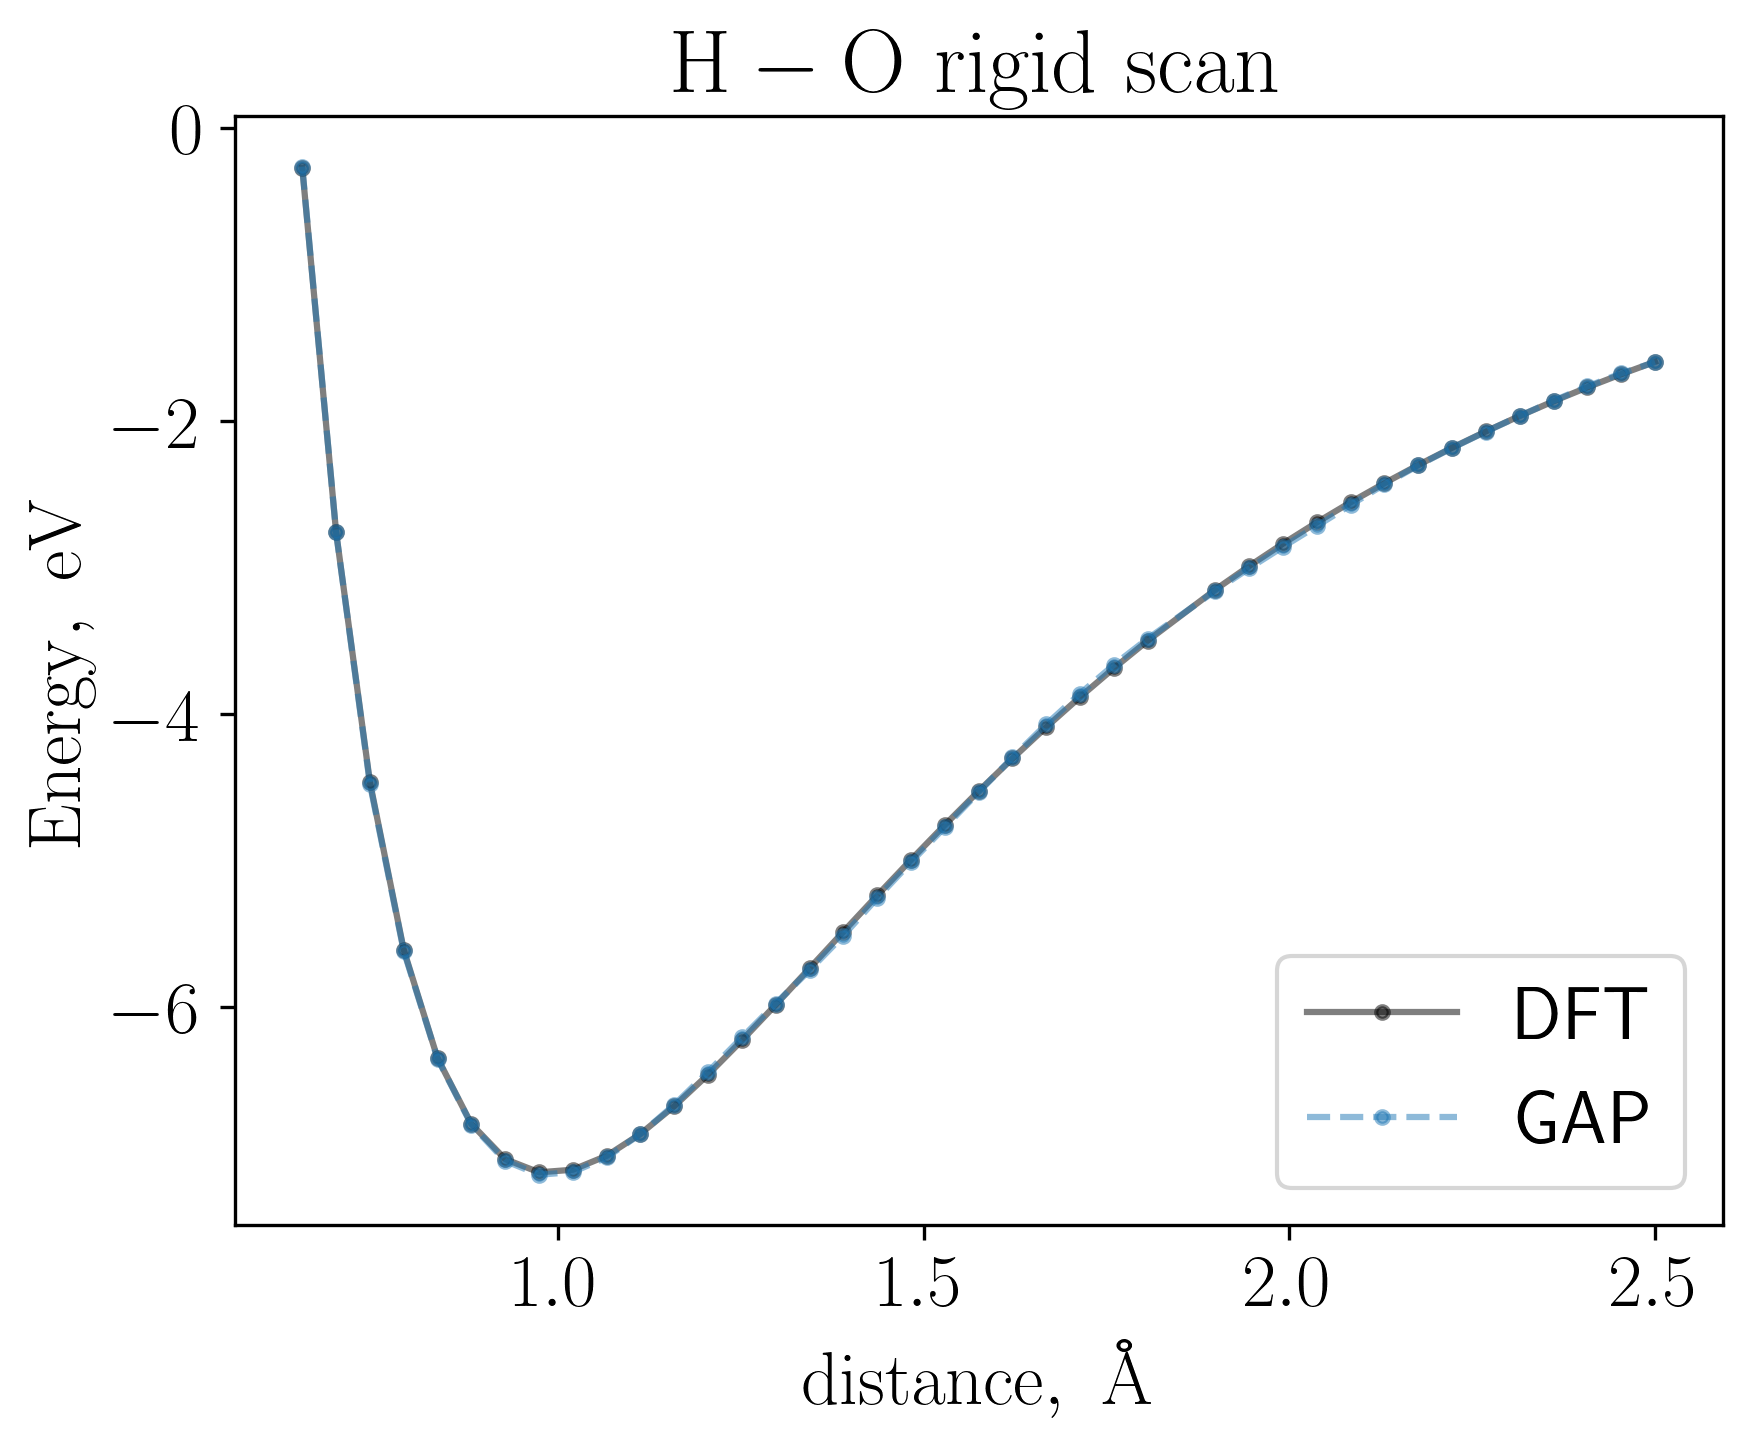 H − O rigid scan
0
−2
−4
−6
Energy, eV
DFT
GAP
1.0 1.5 2.0 2.5
distance, Å